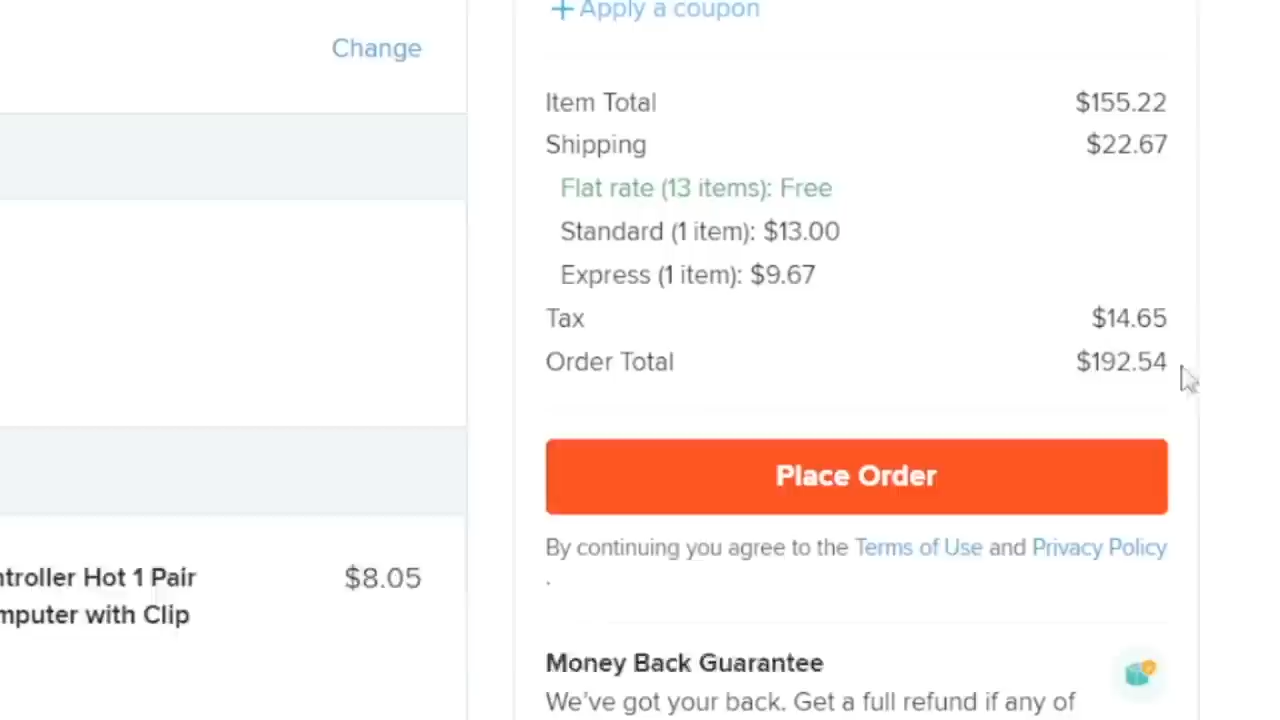 + Apply a coupon
Change
Item Total $155.22
Shipping $22.67
Flat rate (13 items): Free
Standard (1 item): $13.00
Express (1 item): $9.67
Tax $14.65
Order Total $192.54
Place Order
By continuing you agree to the Terms of Use and Privacy Policy
.
ntroller Hot 1 Pair $8.05
mputer with Clip
Money Back Guarantee
We've got your back. Get a full refund if any of